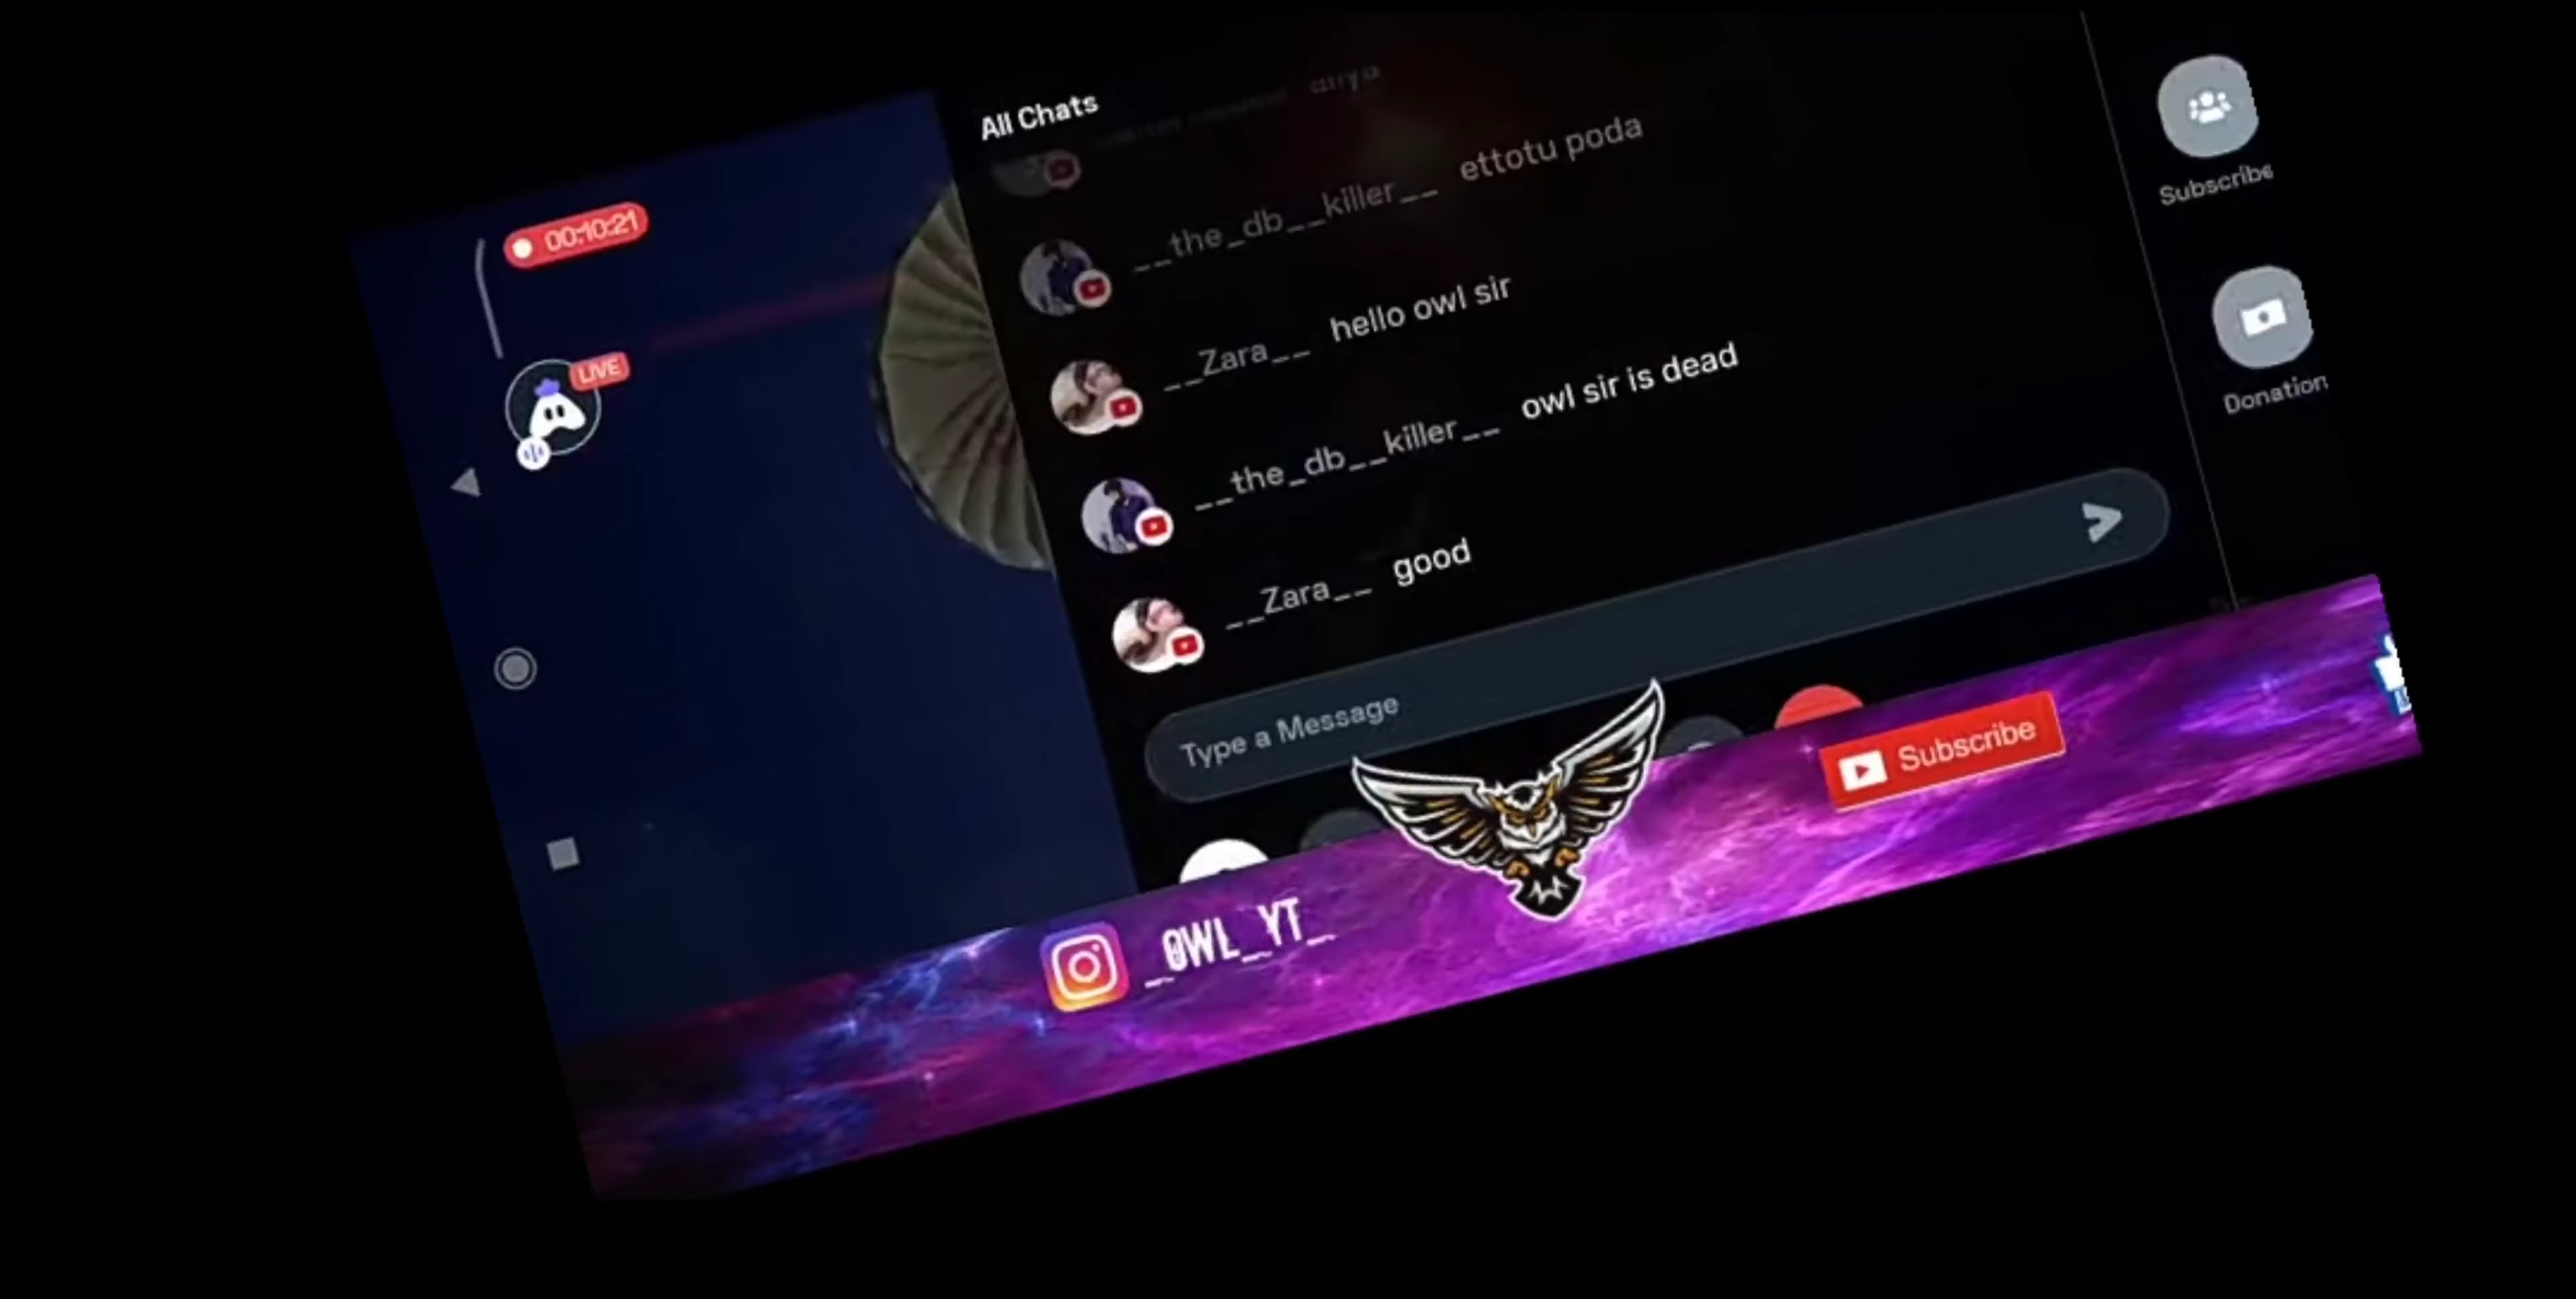 All Chats
00:10:21
__the_db__killer__ ettotu poda
LIVE
__Zara__ hello owl sir
__the_db__killer__ owl sir is dead
__Zara__ good
Type a Message
Subscribe
Donation
Subscribe
_OWL_YT_